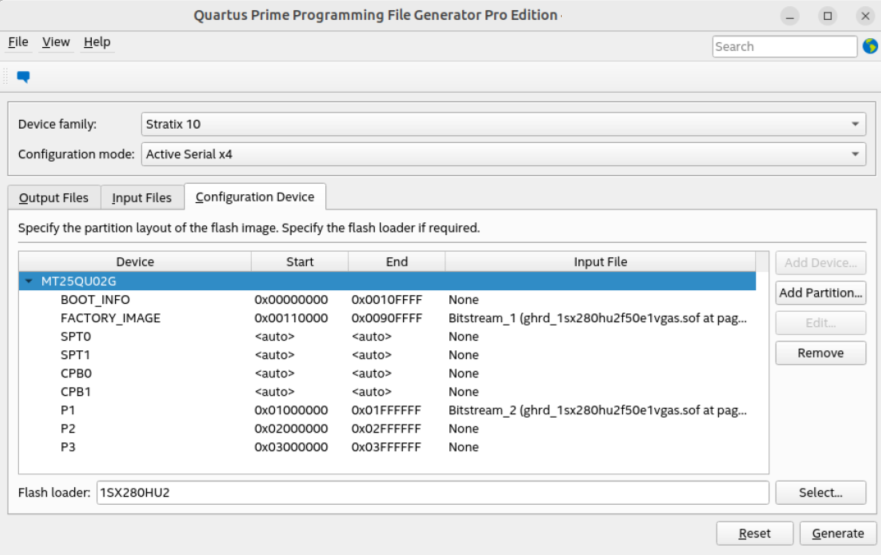 Quartus Prime Programming File Generator Pro Edition
File View Help
Search
Device family: Stratix 10
Configuration mode: Active Serial x4
Output Files Input Files Configuration Device
Specify the partition layout of the flash image. Specify the flash loader if required.
Device Start End Input File
Add Device...
MT25QU02G
BOOT_INFO 0x00000000 0x0010FFFF None
Add Partition...
FACTORY_IMAGE 0x00110000 0x0090FFFF Bitstream_1 (ghrd_1sx280hu2f50e1vgas.sof at pag...
Edit...
SPT0 <auto> <auto> None
SPT1 <auto> <auto> None
Remove
CPB0 <auto> <auto> None
CPB1 <auto> <auto> None
P1 0x01000000 0x01FFFFFF Bitstream_2 (ghrd_1sx280hu2f50e1vgas.sof at pag...
P2 0x02000000 0x02FFFFFF None
P3 0x03000000 0x03FFFFFF None
Flash loader: 1SX280HU2 Select...
Reset Generate